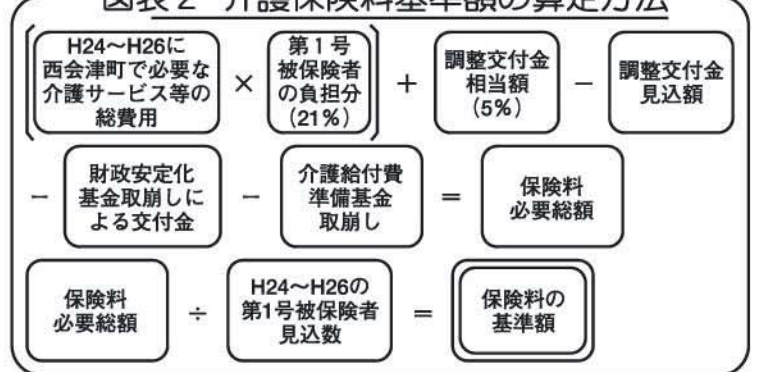 図表2 介護保険料基準額の算定方法
H24～H26に
西会津町で必要な
介護サービス等の
総費用
×
第1号
被保険者
の負担分
(21%)
+
調整交付金
相当額
(5%)
−
調整交付金
見込額
−
財政安定化
基金取崩しに
よる交付金
−
介護給付費
準備基金
取崩し
=
保険料
必要総額
保険料
必要総額
÷
H24～H26の
第1号被保険者
見込数
=
保険料の
基準額